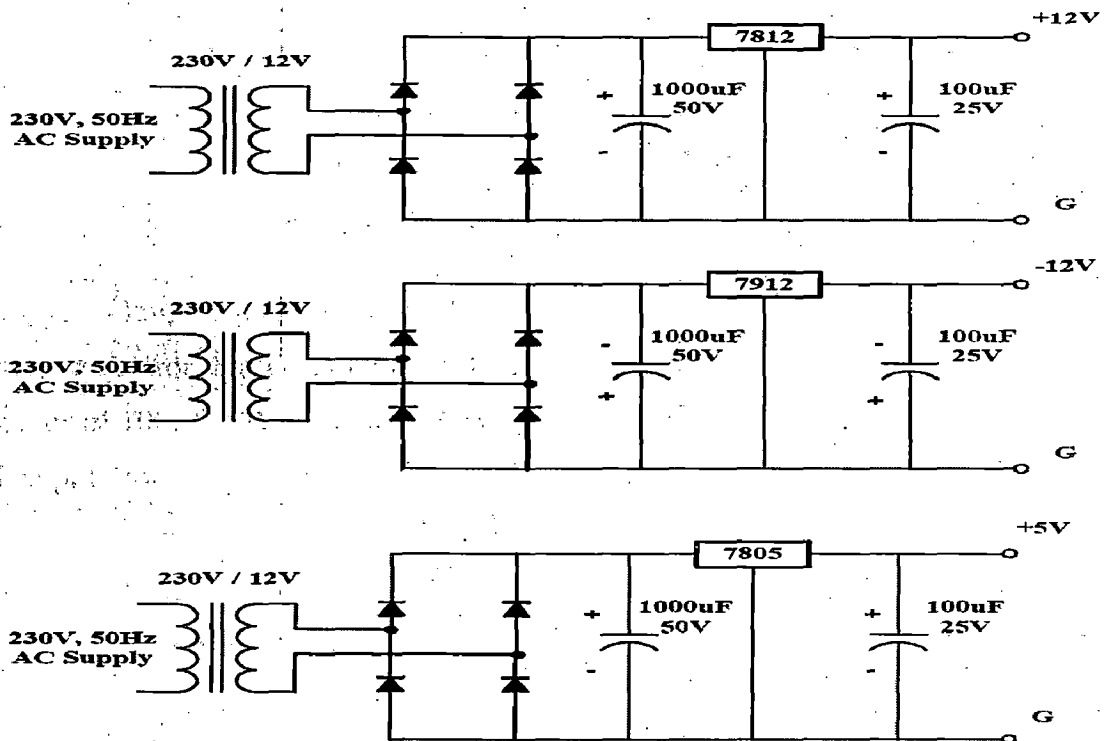 +12V
7812
230V / 12V
230V, 50Hz
AC Supply
+
-
1000uF
50V
+
-
100uF
25V
G
-12V
7912
230V / 12V
230V, 50Hz
AC Supply
-
+
1000uF
50V
-
+
100uF
25V
G
+5V
7805
230V / 12V
230V, 50Hz
AC Supply
+
-
1000uF
50V
+
-
100uF
25V
G